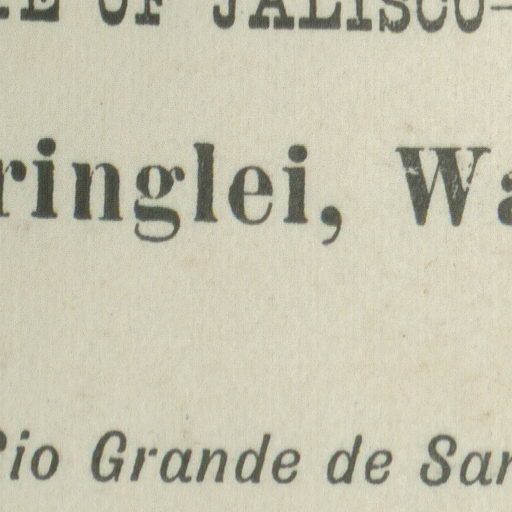 OF JALISCO—
ringlei, Wa
Rio Grande de San